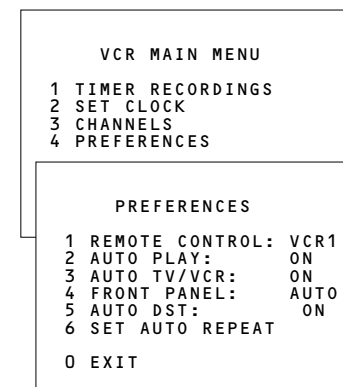 VCR MAIN MENU
1 TIMER RECORDINGS
2 SET CLOCK
3 CHANNELS
4 PREFERENCES
PREFERENCES
1 REMOTE CONTROL: VCR1
2 AUTO PLAY: ON
3 AUTO TV/VCR: ON
4 FRONT PANEL: AUTO
5 AUTO DST: ON
6 SET AUTO REPEAT
0 EXIT